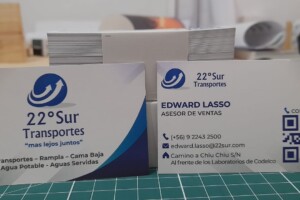 22° Sur
Transportes
"mas lejos juntos"
Transportes - Rampla - Cama Baja
Agua Potable - Aguas Servidas
22° Sur
Transportes
EDWARD LASSO
ASESOR DE VENTAS
(+56) 9 2243 2500
edward.lasso@22sur.com
Camino a Chiu Chiu S/N
Al frente de los Laboratorios de Codelco